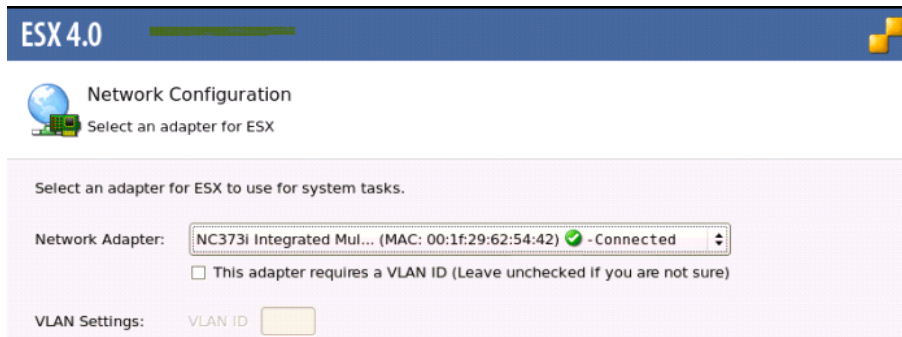 ESX 4.0
Network Configuration
Select an adapter for ESX
Select an adapter for ESX to use for system tasks.
Network Adapter: NC373i Integrated Mul... (MAC: 00:1f:29:62:54:42) - Connected
This adapter requires a VLAN ID (Leave unchecked if you are not sure)
VLAN Settings: VLAN ID